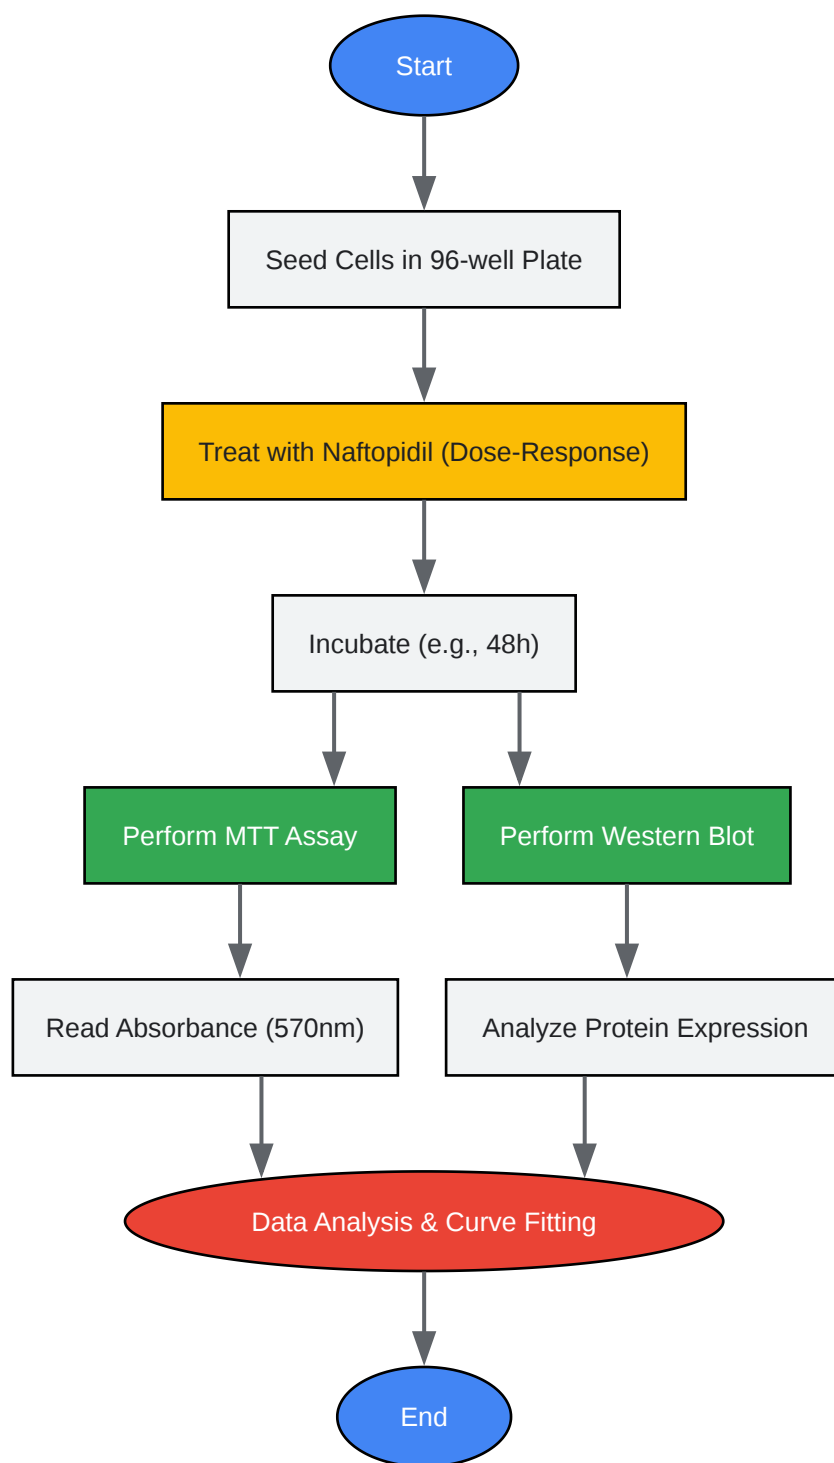 Start
Seed Cells in 96-well Plate
Treat with Naftopidil (Dose-Response)
Incubate (e.g., 48h)
Perform MTT Assay
Perform Western Blot
Read Absorbance (570nm)
Analyze Protein Expression
Data Analysis & Curve Fitting
End